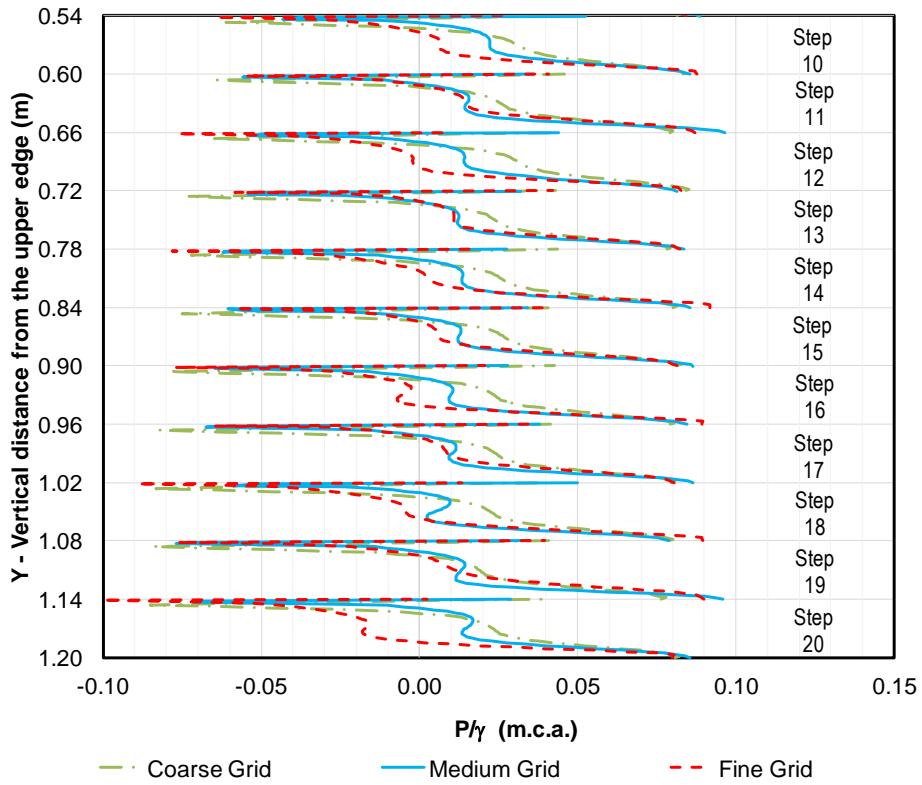 Y - Vertical distance from the upper edge (m)
0.54
0.60
0.66
0.72
0.78
0.84
0.90
0.96
1.02
1.08
1.14
1.20
Step
10
Step
11
Step
12
Step
13
Step
14
Step
15
Step
16
Step
17
Step
18
Step
19
Step
20
-0.10 -0.05 0.00 0.05 0.10 0.15
P/γ (m.c.a.)
Coarse Grid Medium Grid Fine Grid